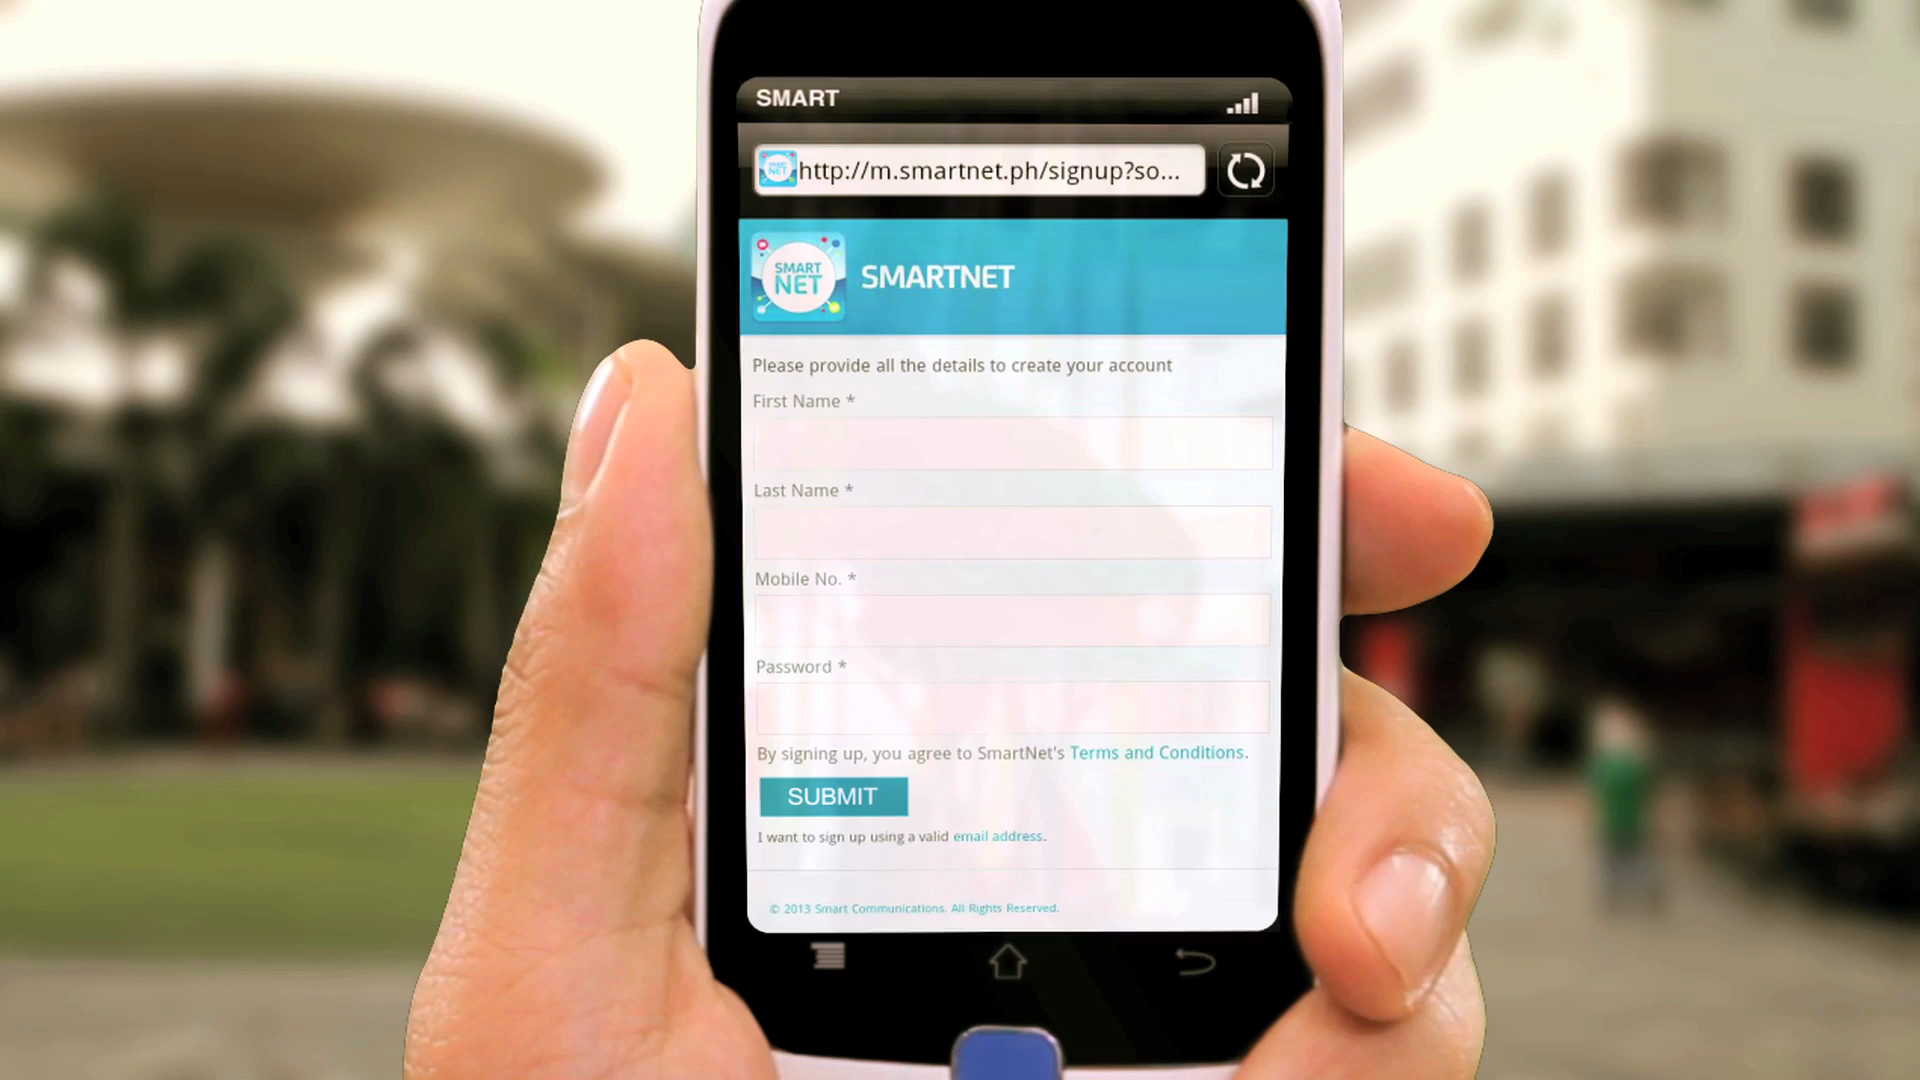 SMART
http://m.smartnet.ph/signup?so...
SMART
NET
SMARTNET
Please provide all the details to create your account
First Name *
Last Name *
Mobile No. *
Password *
By signing up, you agree to SmartNet's Terms and Conditions.
SUBMIT
I want to sign up using a valid email address.
© 2013 Smart Communications. All Rights Reserved.